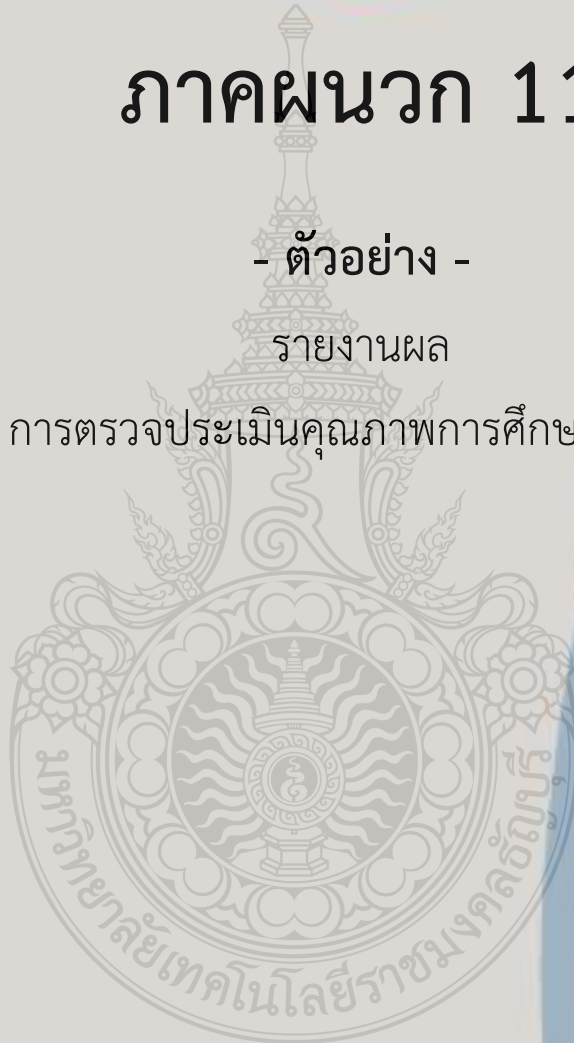 ภาคผนวก 11
- ตัวอย่าง -
รายงานผล
การตรวจประเมินคุณภาพการศึกษ
มหาวิทยาลัยเทคโนโลยีราชมงคลธัญบุรี